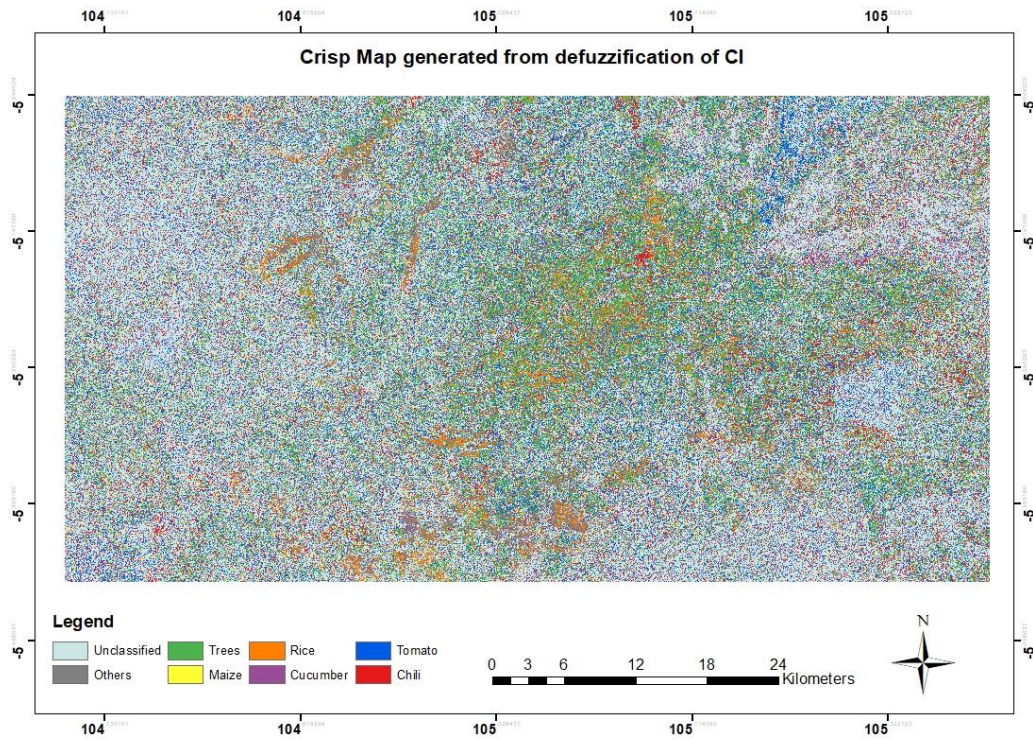 104 104 105 105 105
Crisp Map generated from defuzzification of CI
-5 -5
-5 -5
-5 -5
-5 -5
-5 -5
Legend
Unclassified Trees Rice Tomato
Others Maize Cucumber Chili
N
0 3 6 12 18 24
Kilometers
104 104 105 105 105